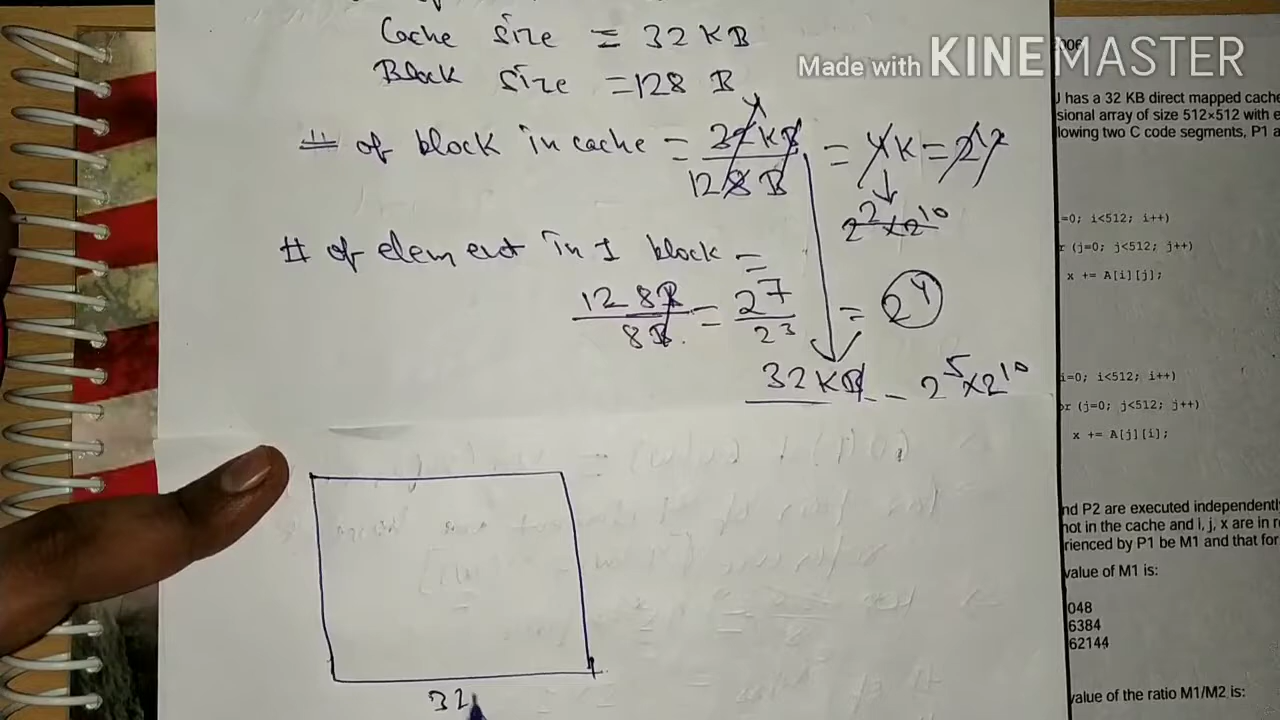 Cache size = 32 KB
Block size = 128 B
# of block in cache = 32 KB / 128 B = 4K = 2
2^2 x 2^10
# of element in 1 block =
128B / 8B = 2^7 / 2^3 = 2^4
32 KB = 2^5 x 2^10
32
Made with KINEMASTER
has a 32 KB direct mapped cache
sional array of size 512×512 with e
lowing two C code segments, P1 a
=0; i<512; i++)
r (j=0; j<512; j++)
x += A[i][j];
i=0; i<512; i++)
or (j=0; j<512; j++)
x += A[j][i];
nd P2 are executed independentl
not in the cache and i, j, x are in r
rienced by P1 be M1 and that for
value of M1 is:
048
6384
62144
value of the ratio M1/M2 is: